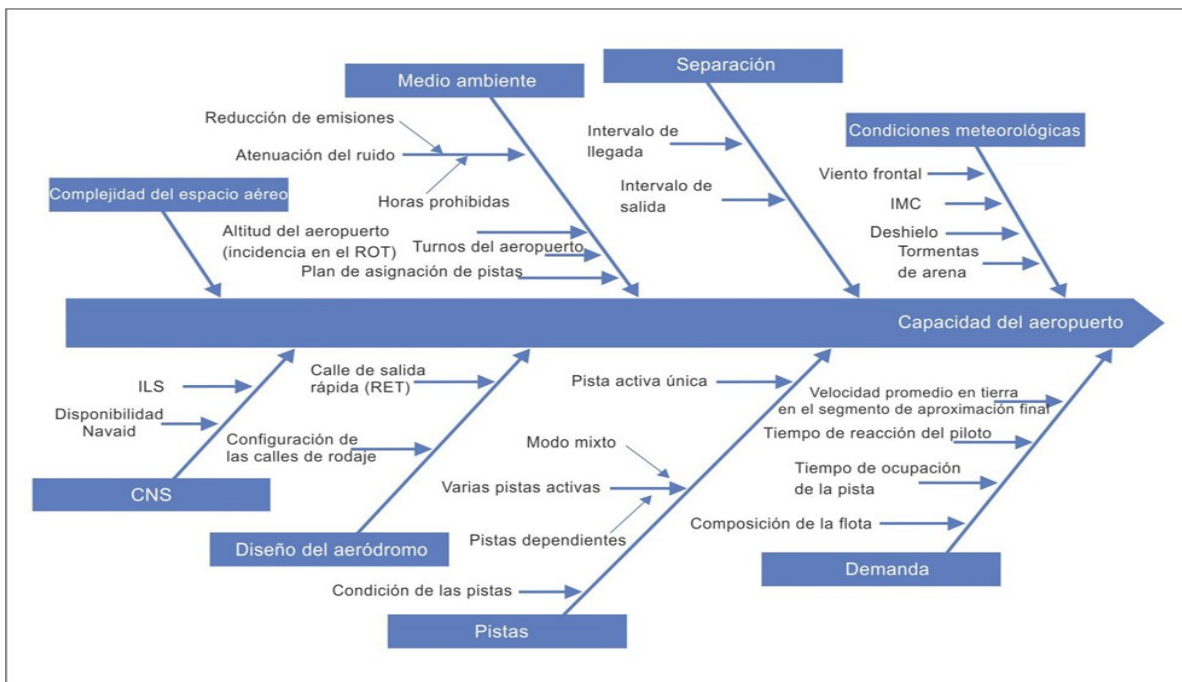 Separación
Medio ambiente
Reducción de emisiones
Atenuación del ruido
Horas prohibidas
Intervalo de
llegada
Intervalo de
salida
Condiciones meteorológicas
Viento frontal
IMC
Deshielo
Tormentas
de arena
Complejidad del espacio aéreo
Altitud del aeropuerto
(incidencia en el ROT)
Turnos del aeropuerto
Plan de asignación de pistas
Capacidad del aeropuerto
ILS
Disponibilidad
Navaid
CNS
Calle de salida
rápida (RET)
Configuración de
las calles de rodaje
Diseño del aeródromo
Pista activa única
Modo mixto
Varias pistas activas
Pistas dependientes
Condición de las pistas
Pistas
Velocidad promedio en tierra
en el segmento de aproximación final
Tiempo de reacción del piloto
Tiempo de ocupación
de la pista
Composición de la flota
Demanda